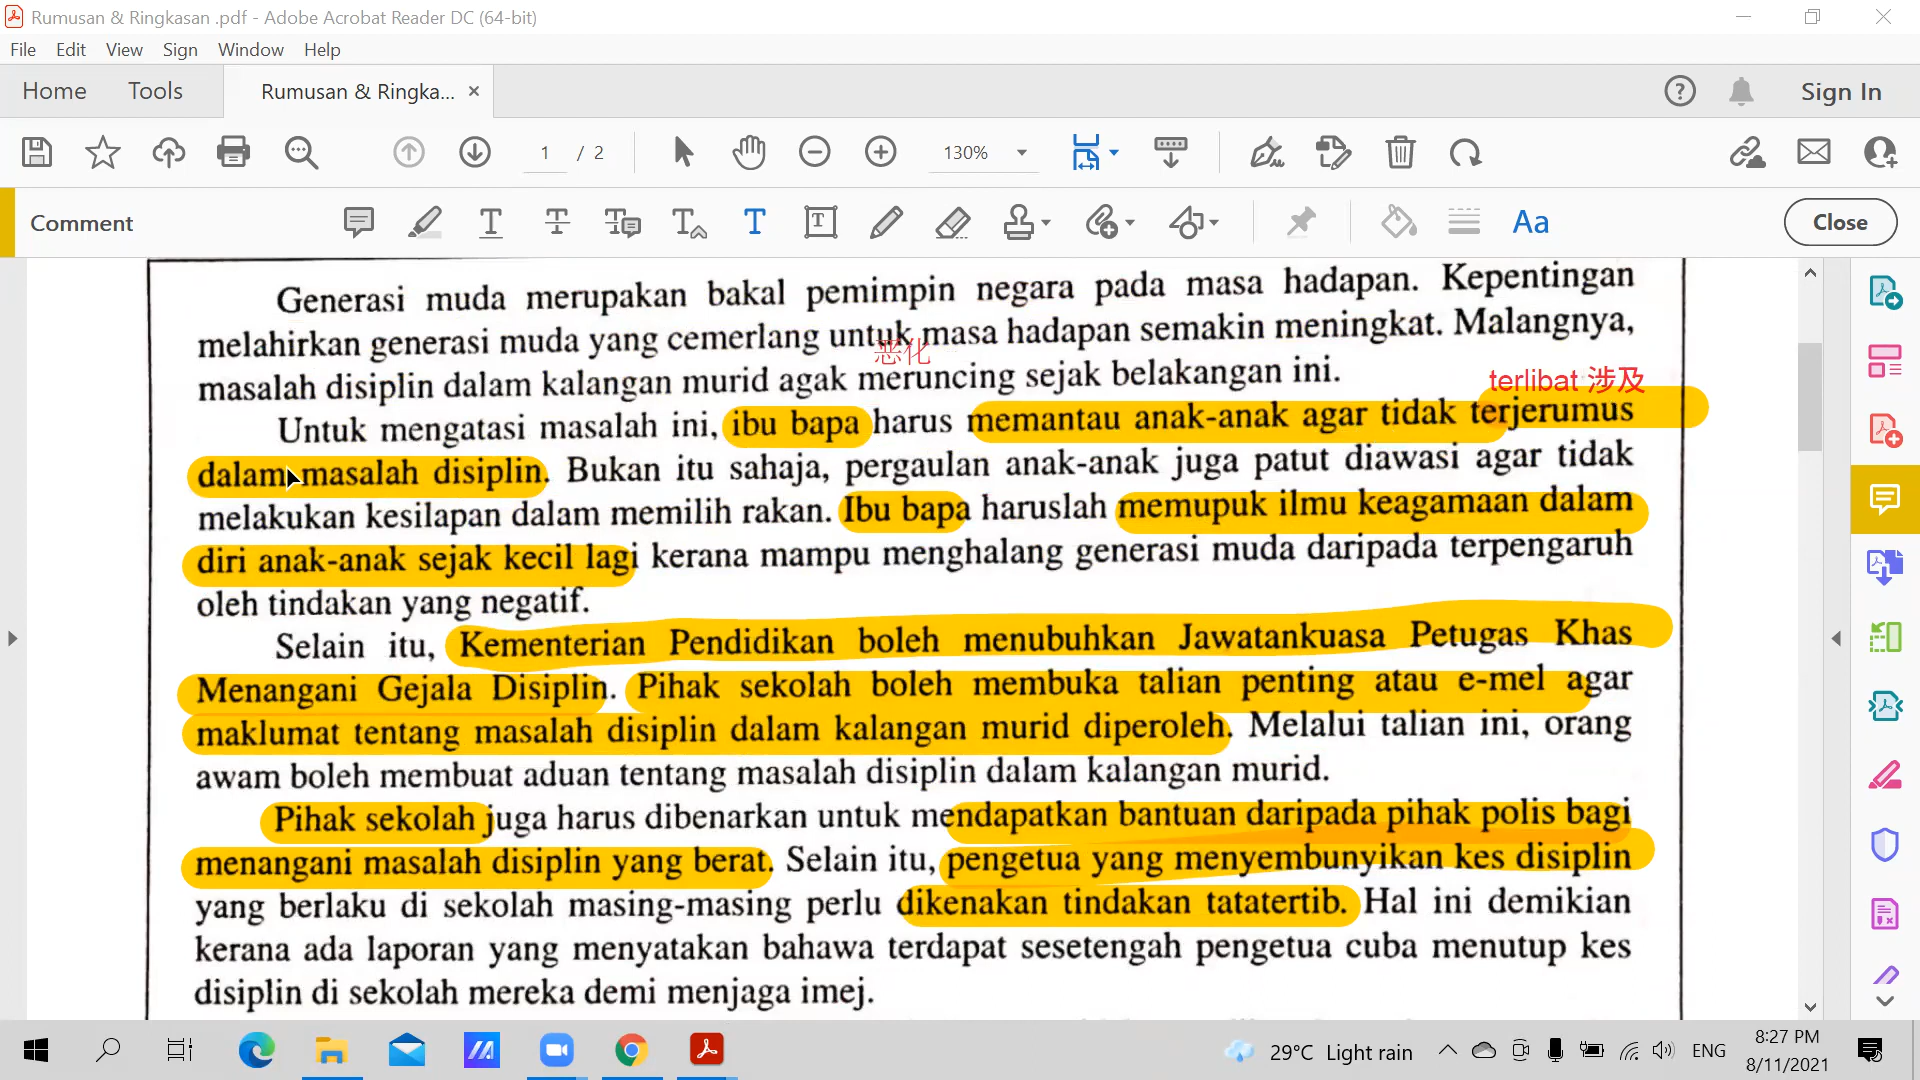 Rumusan & Ringkasan .pdf - Adobe Acrobat Reader DC (64-bit)
File Edit View Sign Window Help
Home Tools Rumusan & Ringka... × Sign In
1 / 2 130%
Comment Close
Generasi muda merupakan bakal pemimpin negara pada masa hadapan. Kepentingan
melahirkan generasi muda yang cemerlang untuk masa hadapan semakin meningkat. Malangnya,
恶化
masalah disiplin dalam kalangan murid agak meruncing sejak belakangan ini.
terlibat 涉及
Untuk mengatasi masalah ini, ibu bapa harus memantau anak-anak agar tidak terjerumus
dalam masalah disiplin. Bukan itu sahaja, pergaulan anak-anak juga patut diawasi agar tidak
melakukan kesilapan dalam memilih rakan. Ibu bapa haruslah memupuk ilmu keagamaan dalam
diri anak-anak sejak kecil lagi kerana mampu menghalang generasi muda daripada terpengaruh
oleh tindakan yang negatif.
Selain itu, Kementerian Pendidikan boleh menubuhkan Jawatankuasa Petugas Khas
Menangani Gejala Disiplin. Pihak sekolah boleh membuka talian penting atau e-mel agar
maklumat tentang masalah disiplin dalam kalangan murid diperoleh. Melalui talian ini, orang
awam boleh membuat aduan tentang masalah disiplin dalam kalangan murid.
Pihak sekolah juga harus dibenarkan untuk mendapatkan bantuan daripada pihak polis bagi
menangani masalah disiplin yang berat. Selain itu, pengetua yang menyembunyikan kes disiplin
yang berlaku di sekolah masing-masing perlu dikenakan tindakan tatatertib. Hal ini demikian
kerana ada laporan yang menyatakan bahawa terdapat sesetengah pengetua cuba menutup kes
disiplin di sekolah mereka demi menjaga imej.
29°C Light rain ENG 8:27 PM
8/11/2021